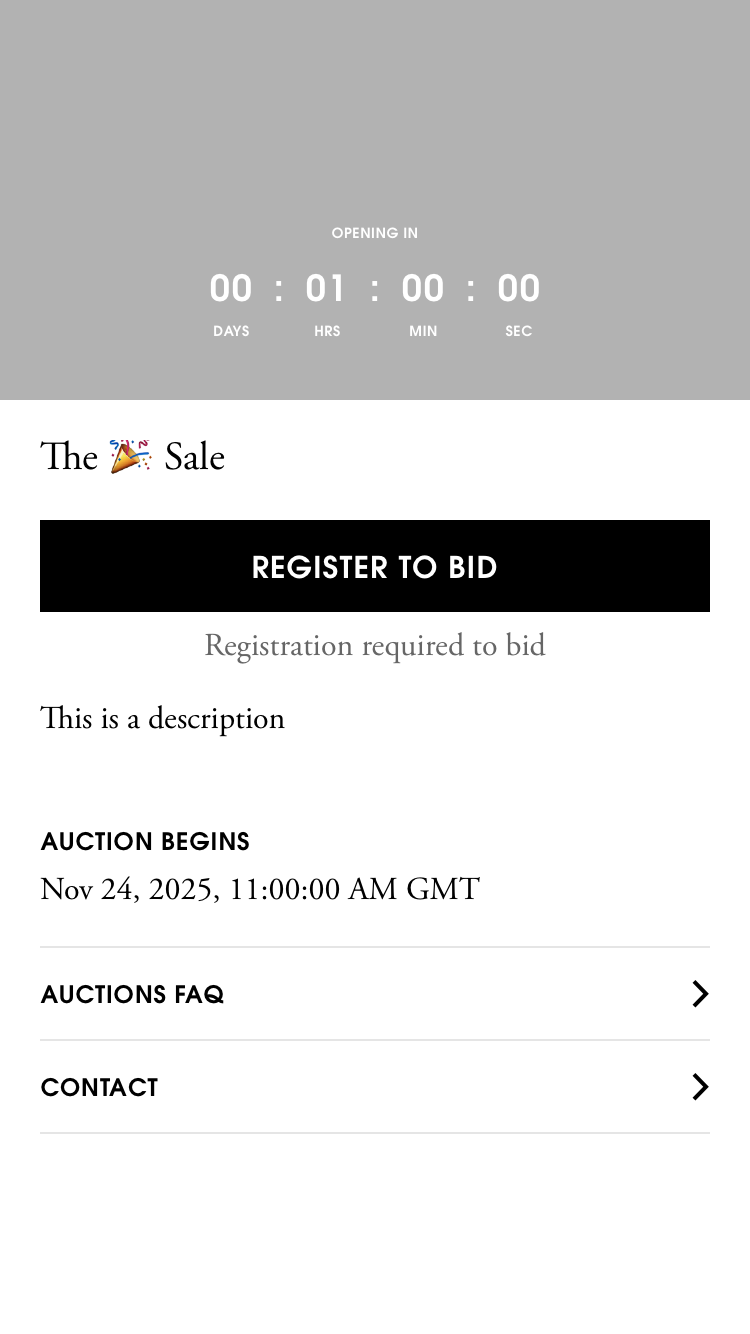 OPENING IN
00 : 01 : 00 : 00
DAYS HRS MIN SEC
The 🎉 Sale
REGISTER TO BID
Registration required to bid
This is a description
AUCTION BEGINS
Nov 24, 2025, 11:00:00 AM GMT
AUCTIONS FAQ
CONTACT